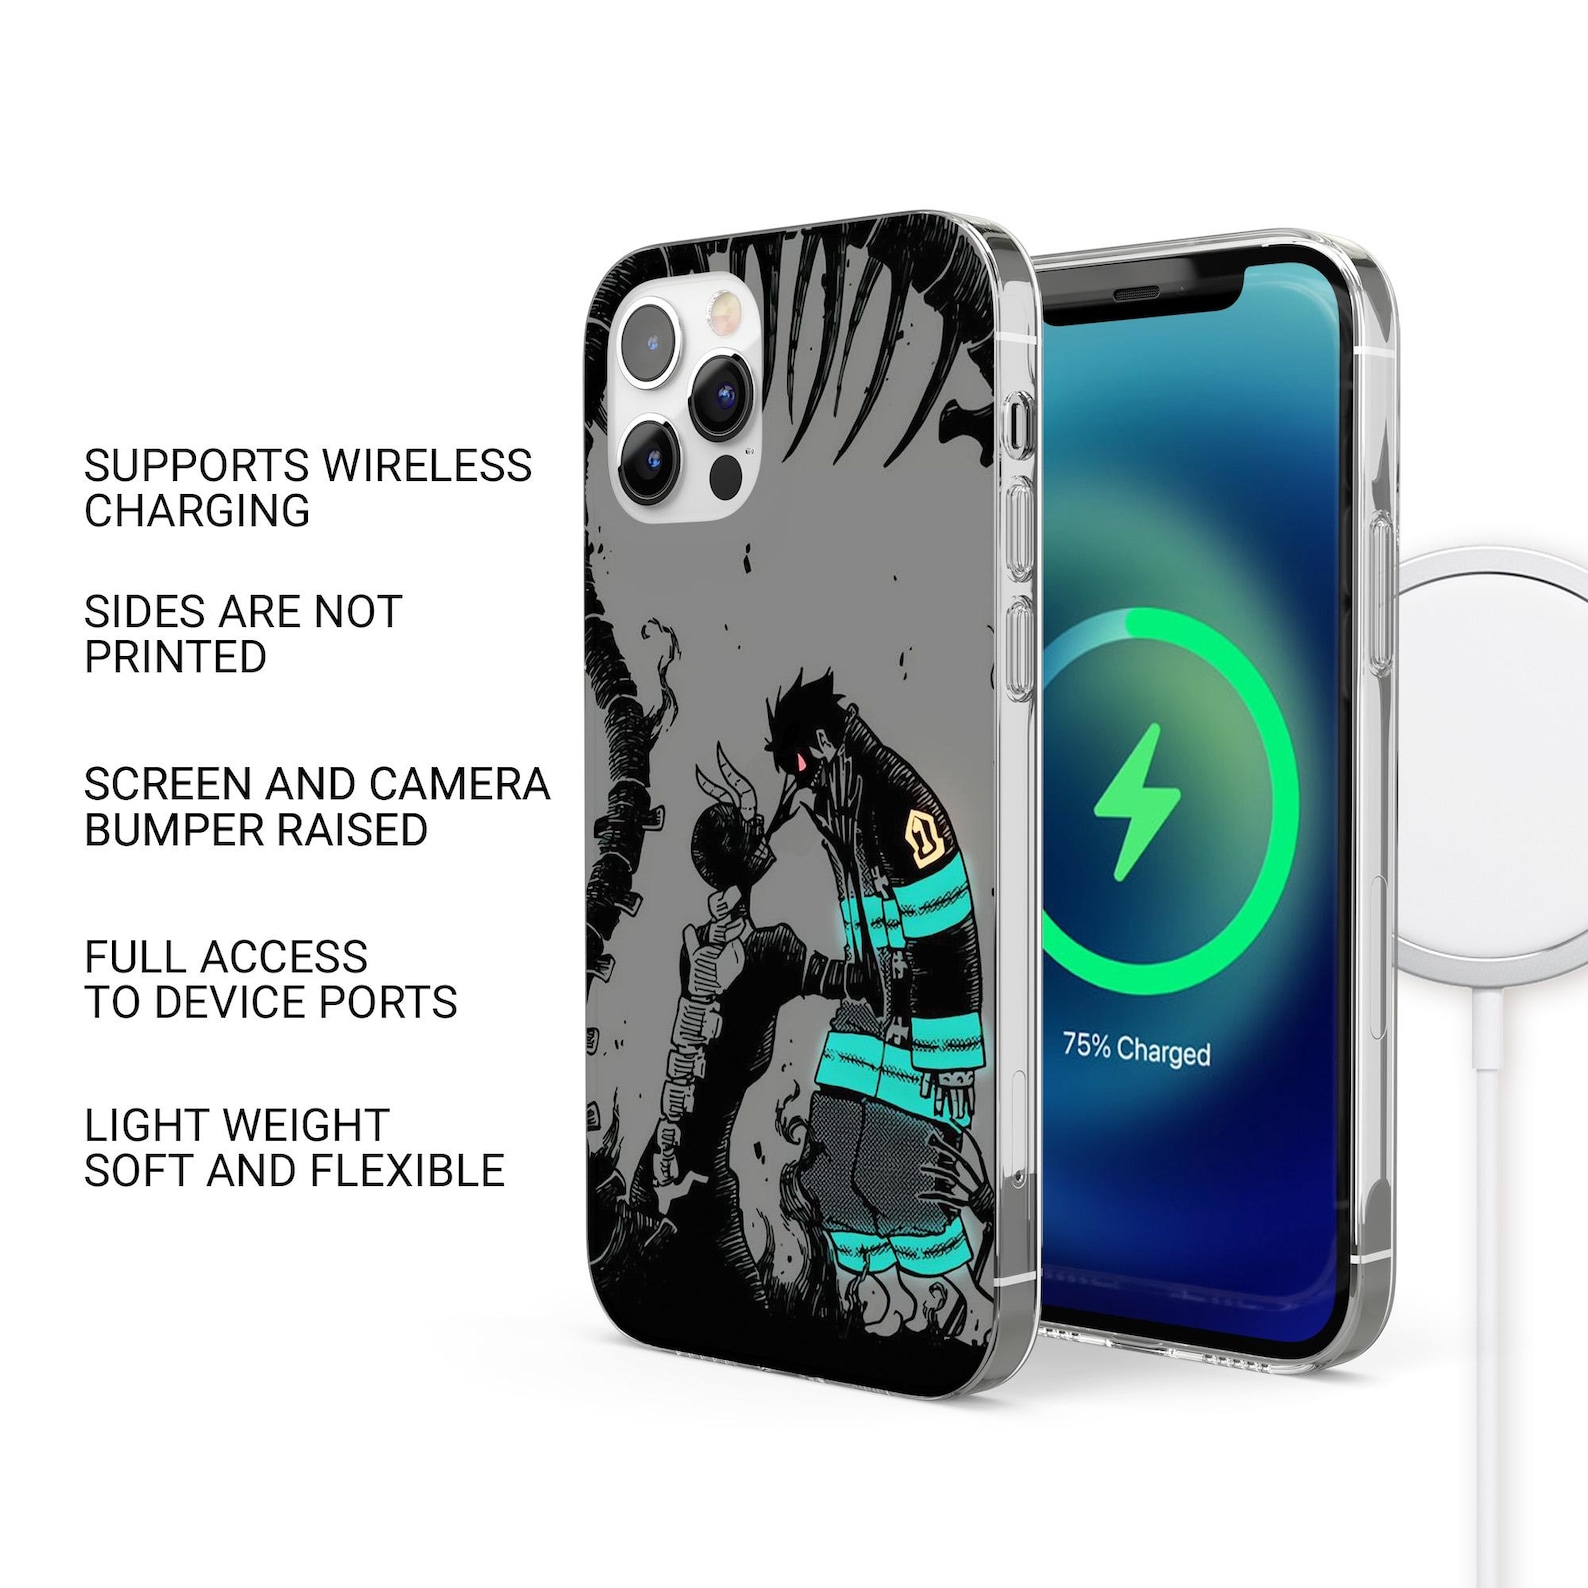 SUPPORTS WIRELESS
CHARGING
SIDES ARE NOT
PRINTED
SCREEN AND CAMERA
BUMPER RAISED
FULL ACCESS
TO DEVICE PORTS
LIGHT WEIGHT
SOFT AND FLEXIBLE
75% Charged